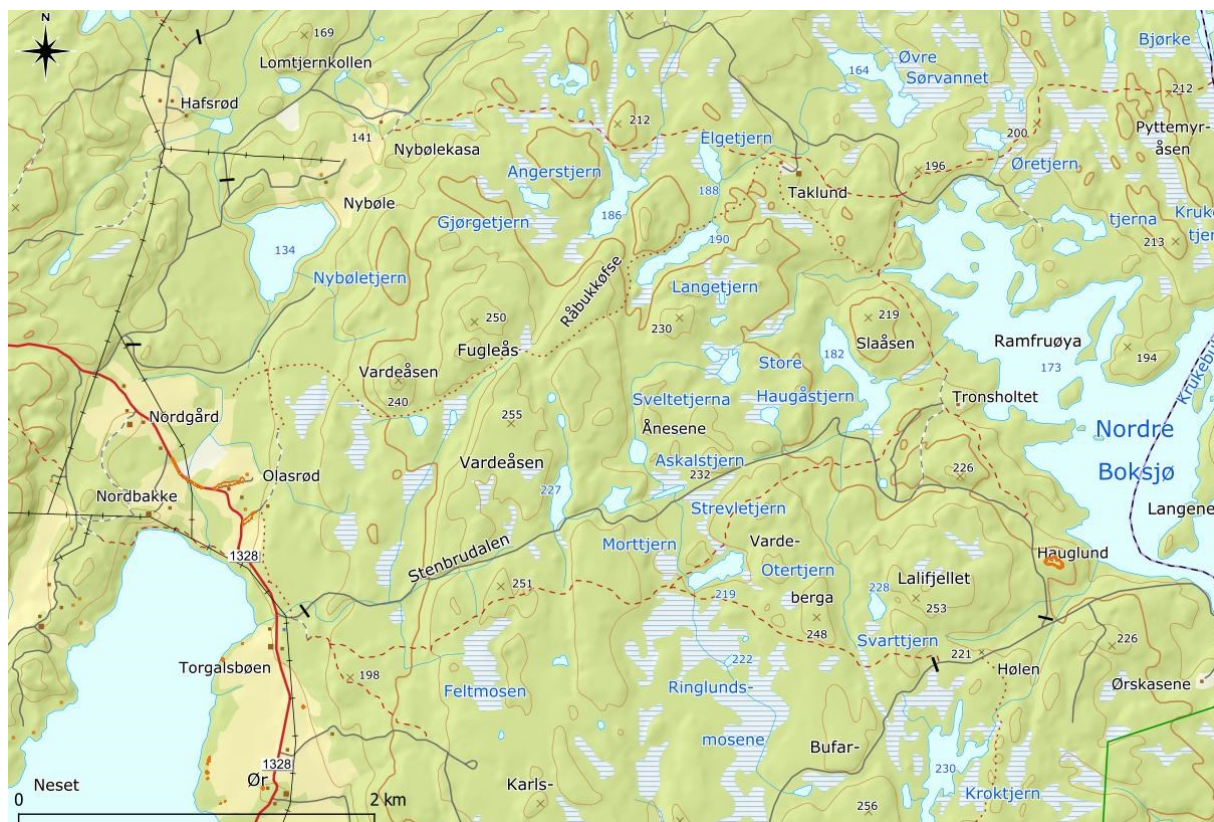 N
169
Lomtjernkollen
Hafsrød
141
Nybølekasa
Nybøle
134
Nybøletjern
212
Angerstjern
Gjørgetjern
186
Elgetjern
188
190
Råbukkøfse
Langetjern
230
164
Øvre
Sørvannet
Bjørke
212
200
Pyttemyr-
åsen
Øretjern
196
Taklund
tjerna
Kruke
tjer
213
250
Fugleås
Vardeåsen
240
255
Vardeåsen
227
219
Slaåsen
182
Store
Haugåstjern
Sveltetjerna
Ånesene
Askalstjern
232
Strevletjern
Ramfruøya
173
194
Tronsholtet
Nordre
Boksjø
Krukebu
Langene
226
Nordgård
Olasrød
Nordbakke
1328
Stenbrudalen
251
Morttjern
219
Varde-
berga
Otertjern
248
228
Lalifjellet
253
Hauglund
Svarttjern
221
Hølen
226
Ørskasene
Torgalsbøen
198
Feltmosen
222
Ringlunds-
mosene
Bufar-
230
Kroktjern
256
1328
Ør
Neset
Karls-
0
2 km